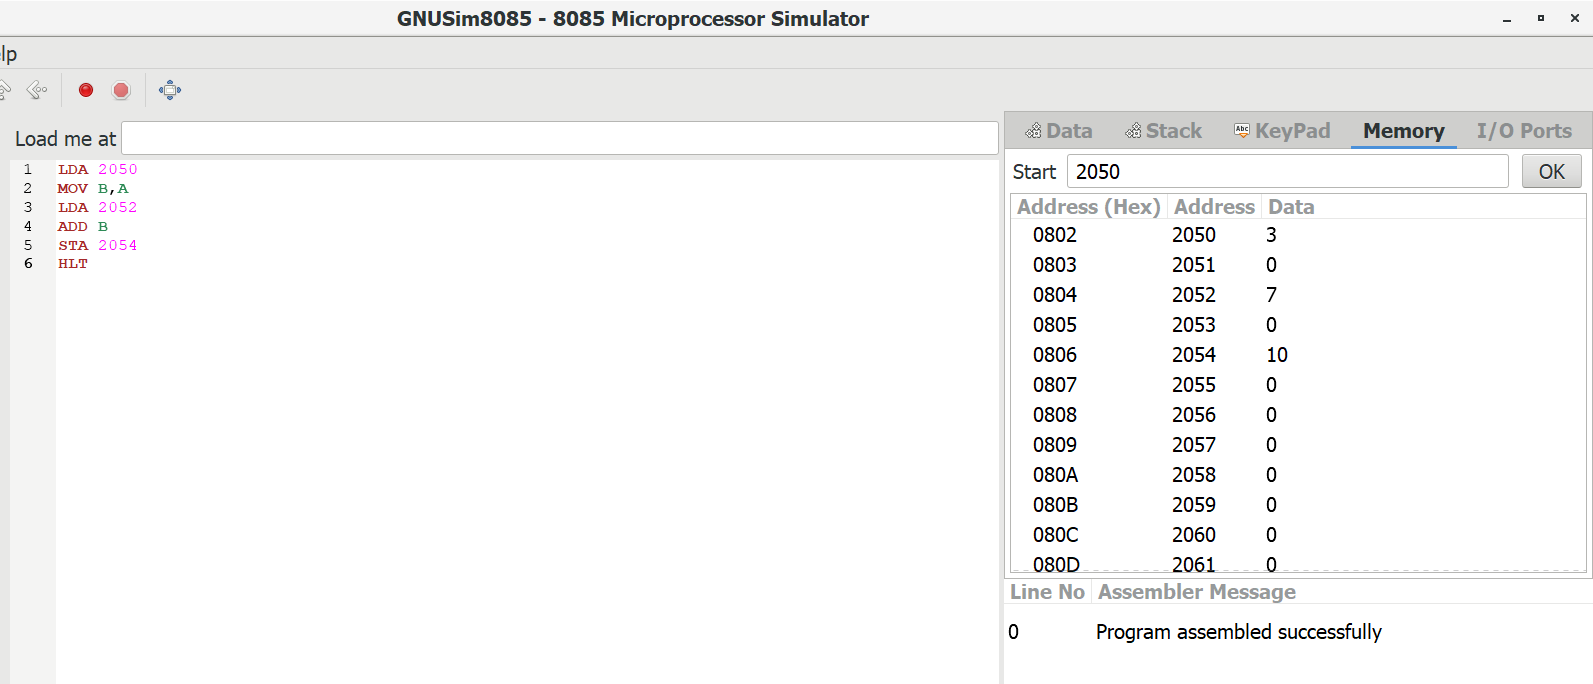 GNUSim8085 - 8085 Microprocessor Simulator
lp
Load me at
1 LDA 2050
2 MOV B,A
3 LDA 2052
4 ADD B
5 STA 2054
6 HLT
Data Stack Abc KeyPad Memory I/O Ports
Start 2050 OK
Address (Hex) Address Data
0802 2050 3
0803 2051 0
0804 2052 7
0805 2053 0
0806 2054 10
0807 2055 0
0808 2056 0
0809 2057 0
080A 2058 0
080B 2059 0
080C 2060 0
080D 2061 0
Line No Assembler Message
0 Program assembled successfully